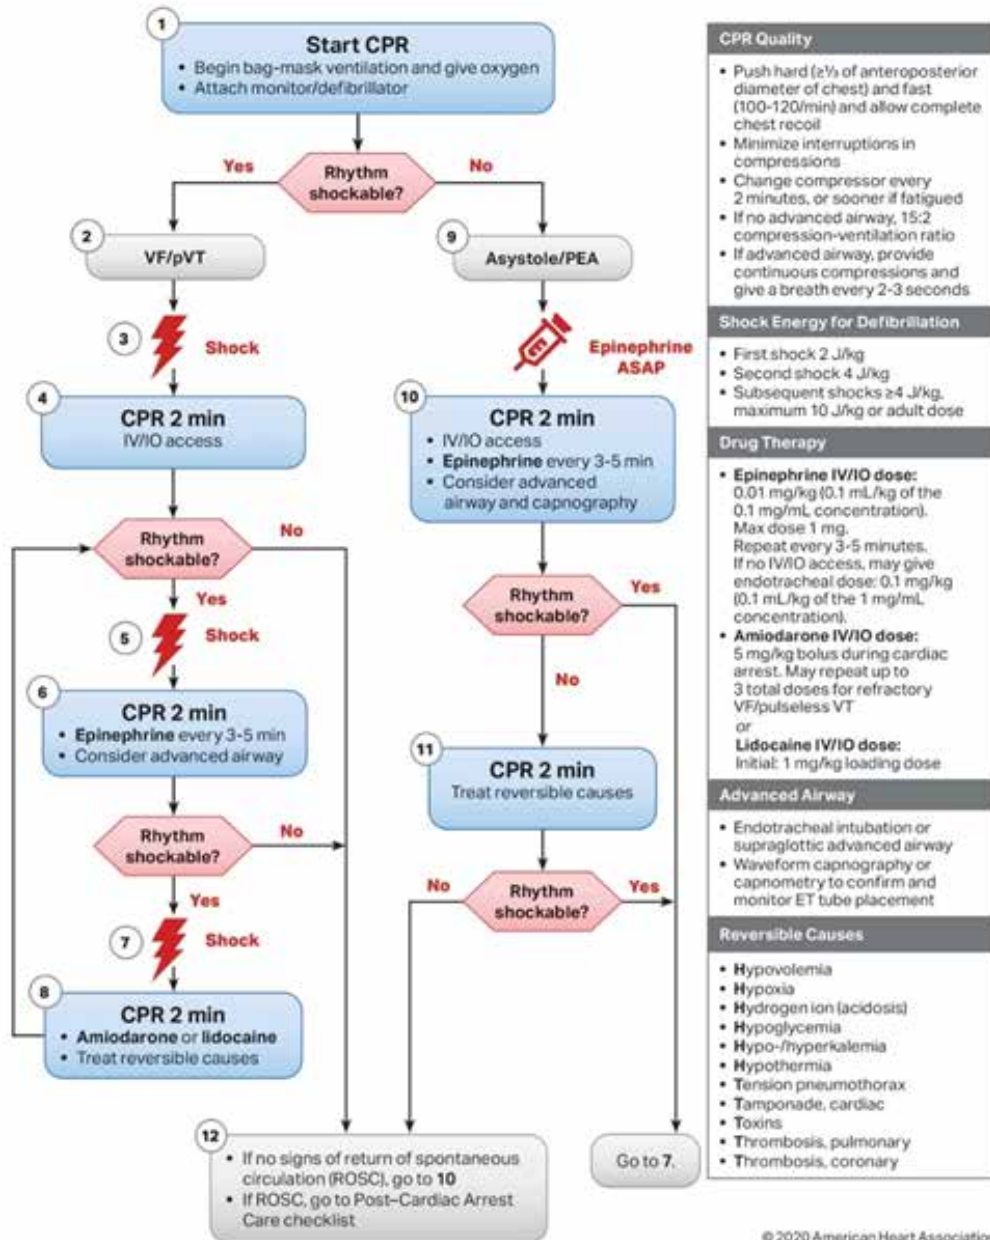 1
Start CPR
• Begin bag-mask ventilation and give oxygen
• Attach monitor/defibrillator
Yes
Rhythm
shockable?
No
2
VF/pVT
9
Asystole/PEA
3
Shock
Epinephrine
ASAP
4
CPR 2 min
IV/IO access
10
CPR 2 min
• IV/IO access
• Epinephrine every 3-5 min
• Consider advanced
airway and capnography
Rhythm
shockable?
No
Yes
5
Shock
Rhythm
shockable?
Yes
No
6
CPR 2 min
• Epinephrine every 3-5 min
• Consider advanced airway
11
CPR 2 min
Treat reversible causes
Rhythm
shockable?
No
Yes
No
Rhythm
shockable?
Yes
7
Shock
8
CPR 2 min
• Amiodarone or lidocaine
• Treat reversible causes
12
• If no signs of return of spontaneous
circulation (ROSC), go to 10
• If ROSC, go to Post–Cardiac Arrest
Care checklist
Go to 7.
CPR Quality
• Push hard (≥⅓ of anteroposterior
diameter of chest) and fast
(100-120/min) and allow complete
chest recoil
• Minimize interruptions in
compressions
• Change compressor every
2 minutes, or sooner if fatigued
• If no advanced airway, 15:2
compression-ventilation ratio
• If advanced airway, provide
continuous compressions and
give a breath every 2-3 seconds
Shock Energy for Defibrillation
• First shock 2 J/kg
• Second shock 4 J/kg
• Subsequent shocks ≥4 J/kg,
maximum 10 J/kg or adult dose
Drug Therapy
• Epinephrine IV/IO dose:
0.01 mg/kg (0.1 mL/kg of the
0.1 mg/mL concentration).
Max dose 1 mg.
Repeat every 3-5 minutes.
If no IV/IO access, may give
endotracheal dose: 0.1 mg/kg
(0.1 mL/kg of the 1 mg/mL
concentration).
• Amiodarone IV/IO dose:
5 mg/kg bolus during cardiac
arrest. May repeat up to
3 total doses for refractory
VF/pulseless VT
or
Lidocaine IV/IO dose:
Initial: 1 mg/kg loading dose
Advanced Airway
• Endotracheal intubation or
supraglottic advanced airway
• Waveform capnography or
capnometry to confirm and
monitor ET tube placement
Reversible Causes
• Hypovolemia
• Hypoxia
• Hydrogen ion (acidosis)
• Hypoglycemia
• Hypo-/hyperkalemia
• Hypothermia
• Tension pneumothorax
• Tamponade, cardiac
• Toxins
• Thrombosis, pulmonary
• Thrombosis, coronary
© 2020 American Heart Association